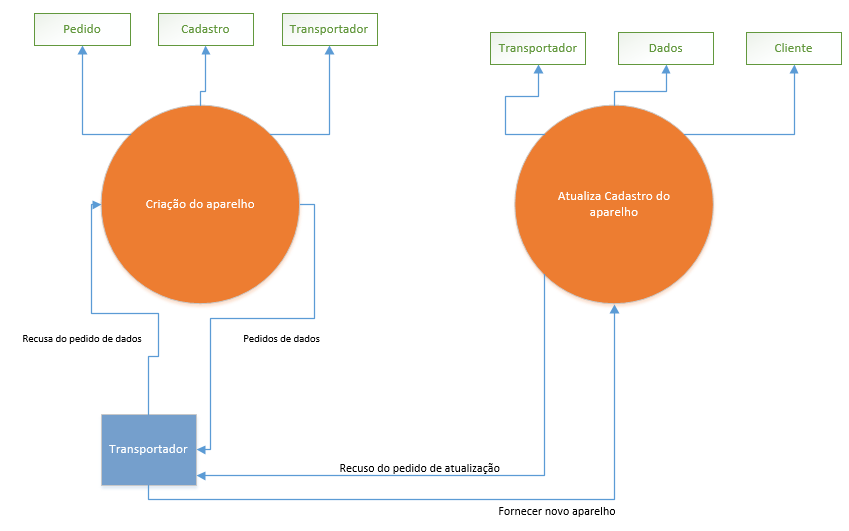 Pedido
Cadastro
Transportador
Transportador
Dados
Cliente
Criação do aparelho
Atualiza Cadastro do
aparelho
Recusa do pedido de dados
Pedidos de dados
Transportador
Recuso do pedido de atualização
Fornecer novo aparelho